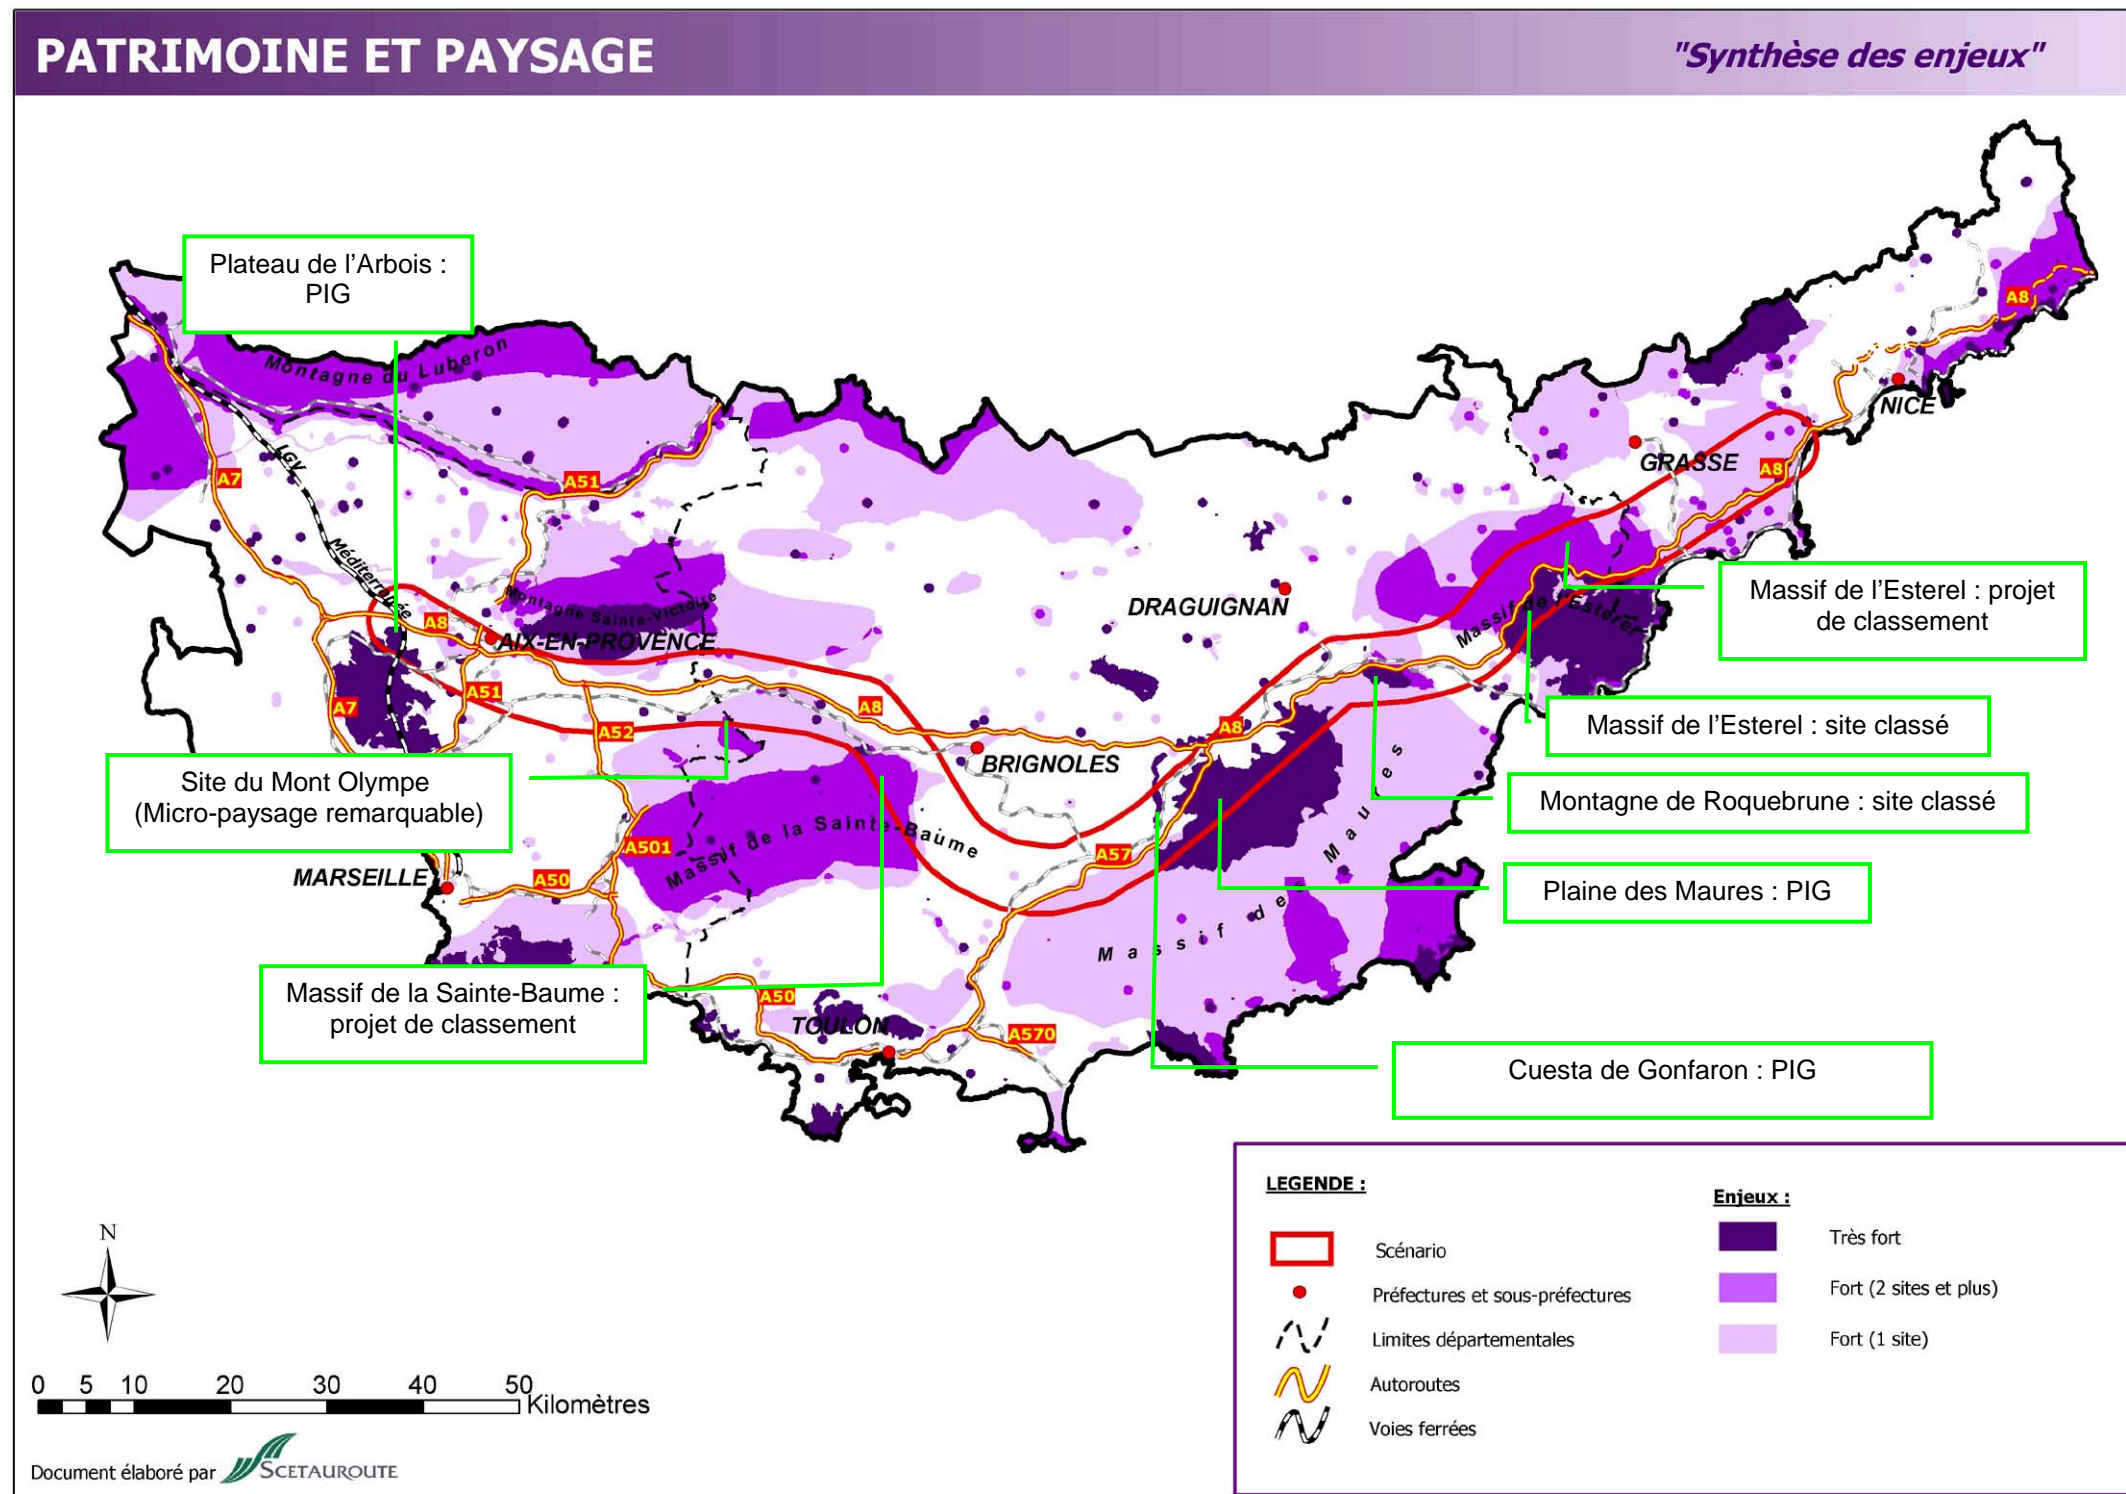 PATRIMOINE ET PAYSAGE
"Synthèse des enjeux"
Plateau de l'Arbois :
PIG
Montagne du Luberon
A8
NICE
GRASSE
A8
A7
LGV
Méditerranée
A51
Montagne Sainte-Victoire
A8
AIX-EN-PROVENCE
DRAGUIGNAN
Massif de l'Esterel
Massif de l'Esterel : projet
de classement
A7
A51
A52
A8
A8
BRIGNOLES
Massif de l'Esterel : site classé
Site du Mont Olympe
(Micro-paysage remarquable)
Montagne de Roquebrune : site classé
Massif de la Sainte-Baume
A501
A57
MARSEILLE
A50
Massif des Maures
Plaine des Maures : PIG
Massif de la Sainte-Baume :
projet de classement
A50
TOULON
A570
Cuesta de Gonfaron : PIG
LEGENDE :
Scénario
Préfectures et sous-préfectures
Limites départementales
Autoroutes
Voies ferrées
Enjeux :
Très fort
Fort (2 sites et plus)
Fort (1 site)
N
0 5 10 20 30 40 50
Kilomètres
Document élaboré par SCETAUROUTE